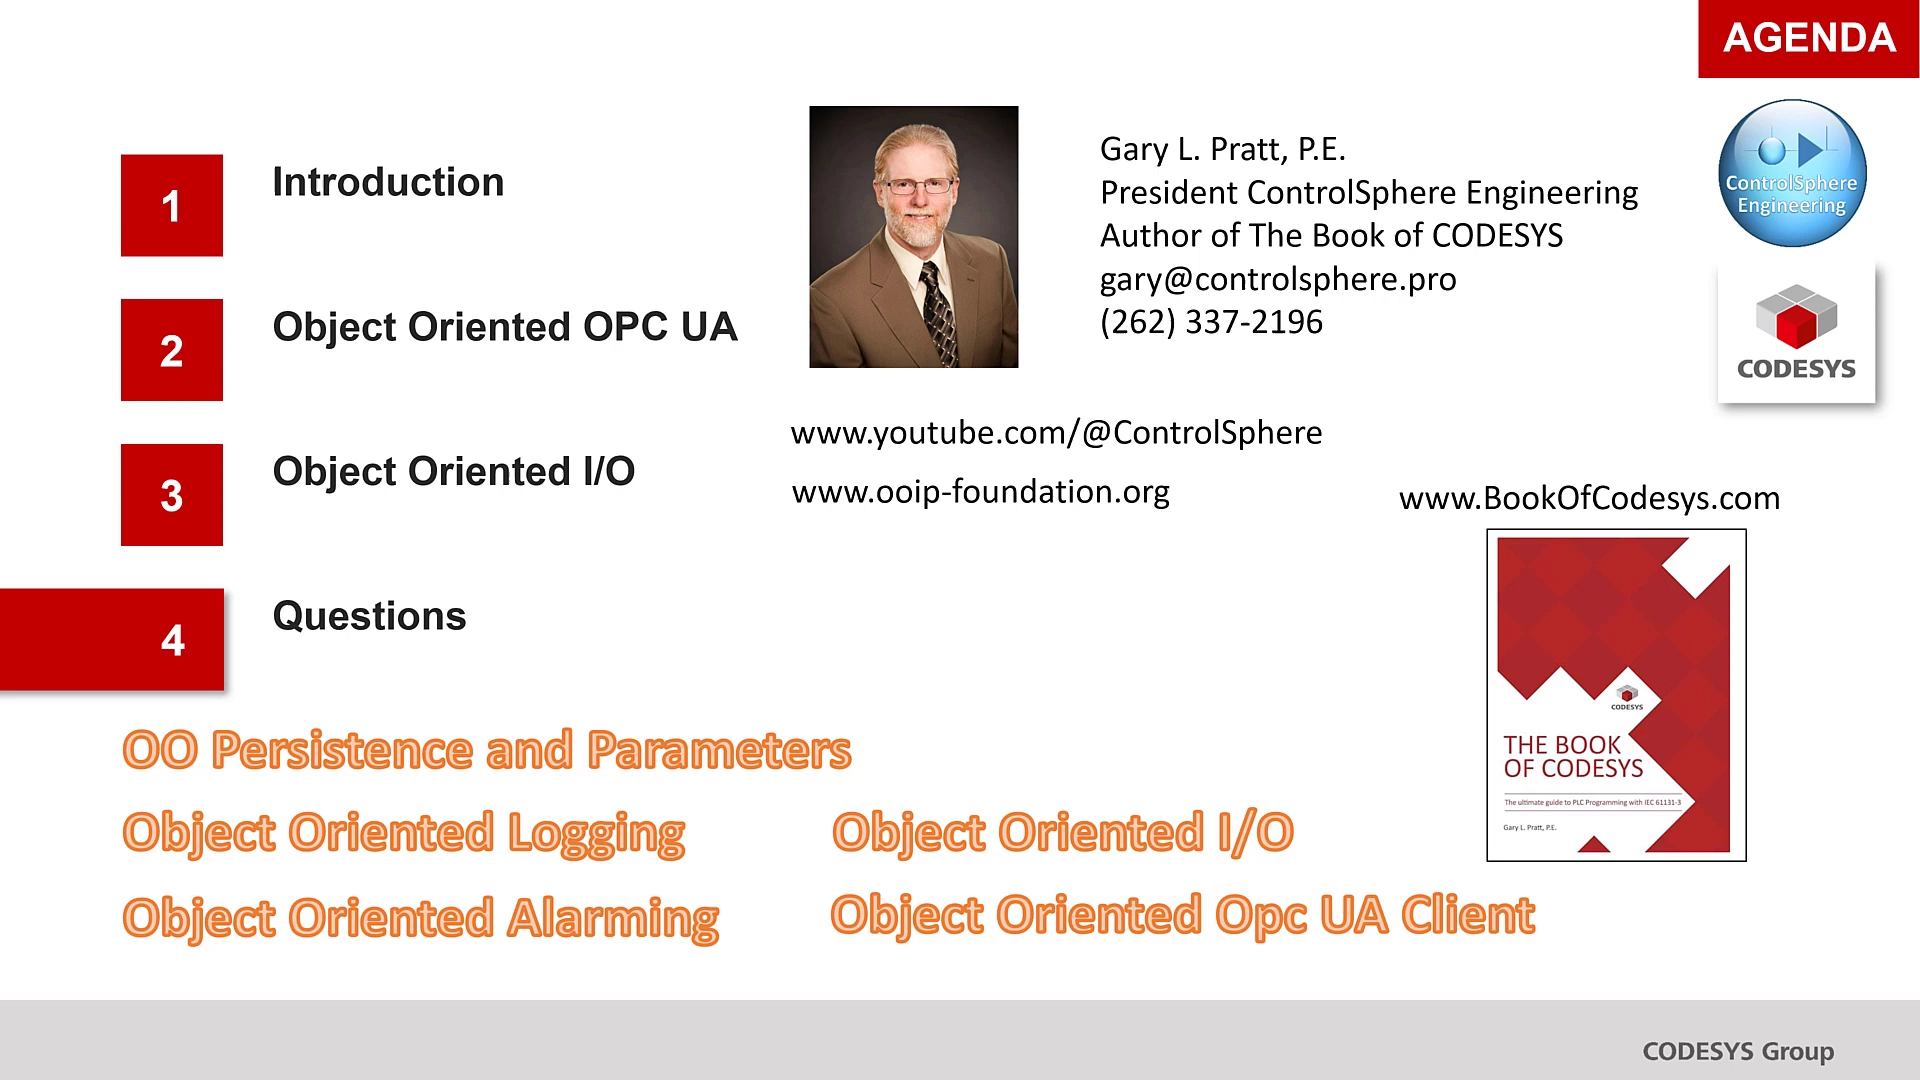 AGENDA
1
Introduction
2
Object Oriented OPC UA
3
Object Oriented I/O
4
Questions
Gary L. Pratt, P.E.
President ControlSphere Engineering
Author of The Book of CODESYS
gary@controlsphere.pro
(262) 337-2196
ControlSphere
Engineering
CODESYS
www.youtube.com/@ControlSphere
www.ooip-foundation.org
www.BookOfCodesys.com
CODESYS
THE BOOK
OF CODESYS
The ultimate guide to PLC Programming with IEC 61131-3
Gary L. Pratt, P.E.
OO Persistence and Parameters
Object Oriented Logging
Object Oriented I/O
Object Oriented Alarming
Object Oriented Opc UA Client
CODESYS Group